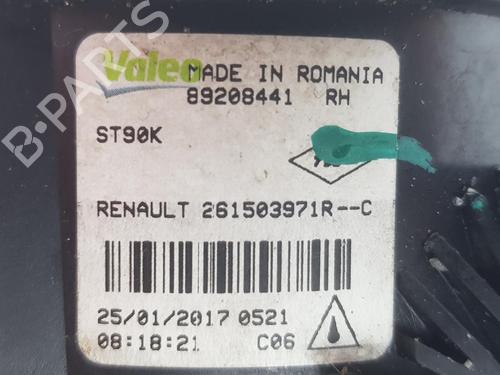 Valeo MADE IN ROMANIA
89208441 RH
ST90K
RENAULT 261503971R--C
25/01/2017 0521
08:18:21 C06
B-PARTS